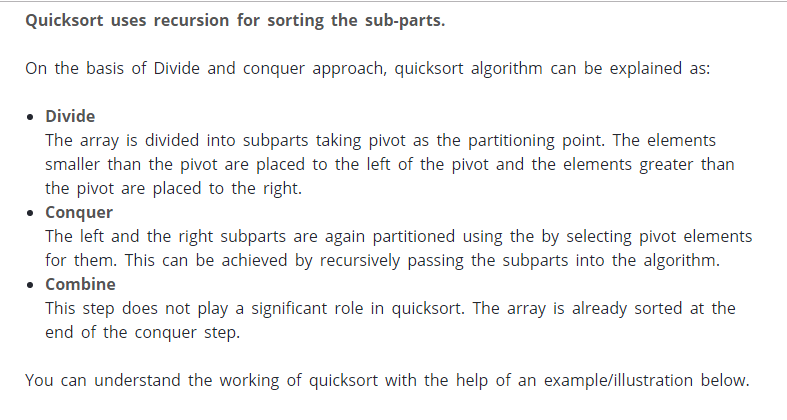 Quicksort uses recursion for sorting the sub-parts.
On the basis of Divide and conquer approach, quicksort algorithm can be explained as:
• Divide
The array is divided into subparts taking pivot as the partitioning point. The elements
smaller than the pivot are placed to the left of the pivot and the elements greater than
the pivot are placed to the right.
• Conquer
The left and the right subparts are again partitioned using the by selecting pivot elements
for them. This can be achieved by recursively passing the subparts into the algorithm.
• Combine
This step does not play a significant role in quicksort. The array is already sorted at the
end of the conquer step.
You can understand the working of quicksort with the help of an example/illustration below.